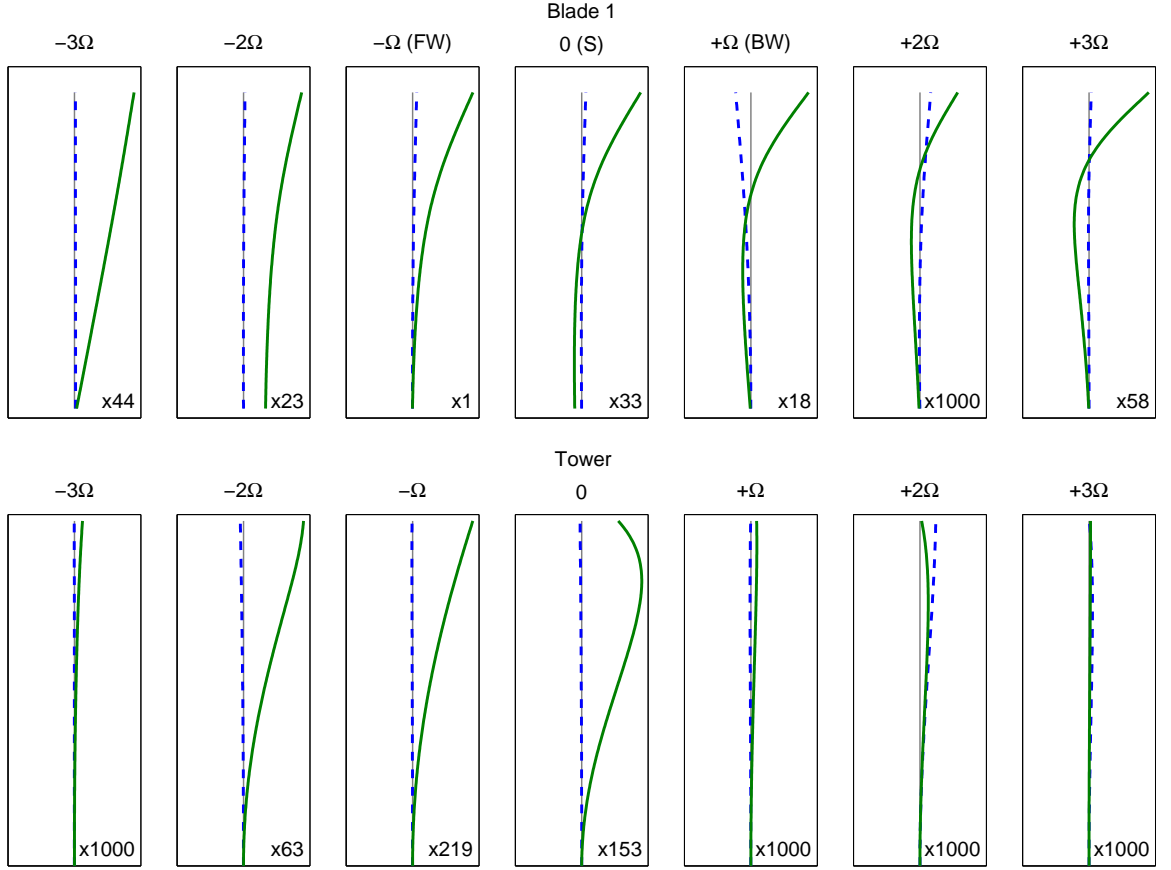 Blade 1
−3Ω −2Ω −Ω (FW) 0 (S) +Ω (BW) +2Ω +3Ω
x44 x23 x1 x33 x18 x1000 x58
Tower
−3Ω −2Ω −Ω 0 +Ω +2Ω +3Ω
x1000 x63 x219 x153 x1000 x1000 x1000